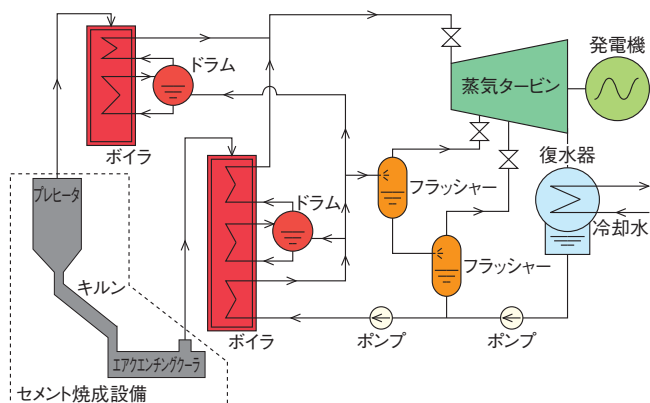 発電機
ドラム
蒸気タービン
ボイラ
復水器
プレヒータ
フラッシャー
ドラム
冷却水
フラッシャー
キルン
ボイラ
ポンプ
ポンプ
エアクエンチングクーラ
セメント焼成設備